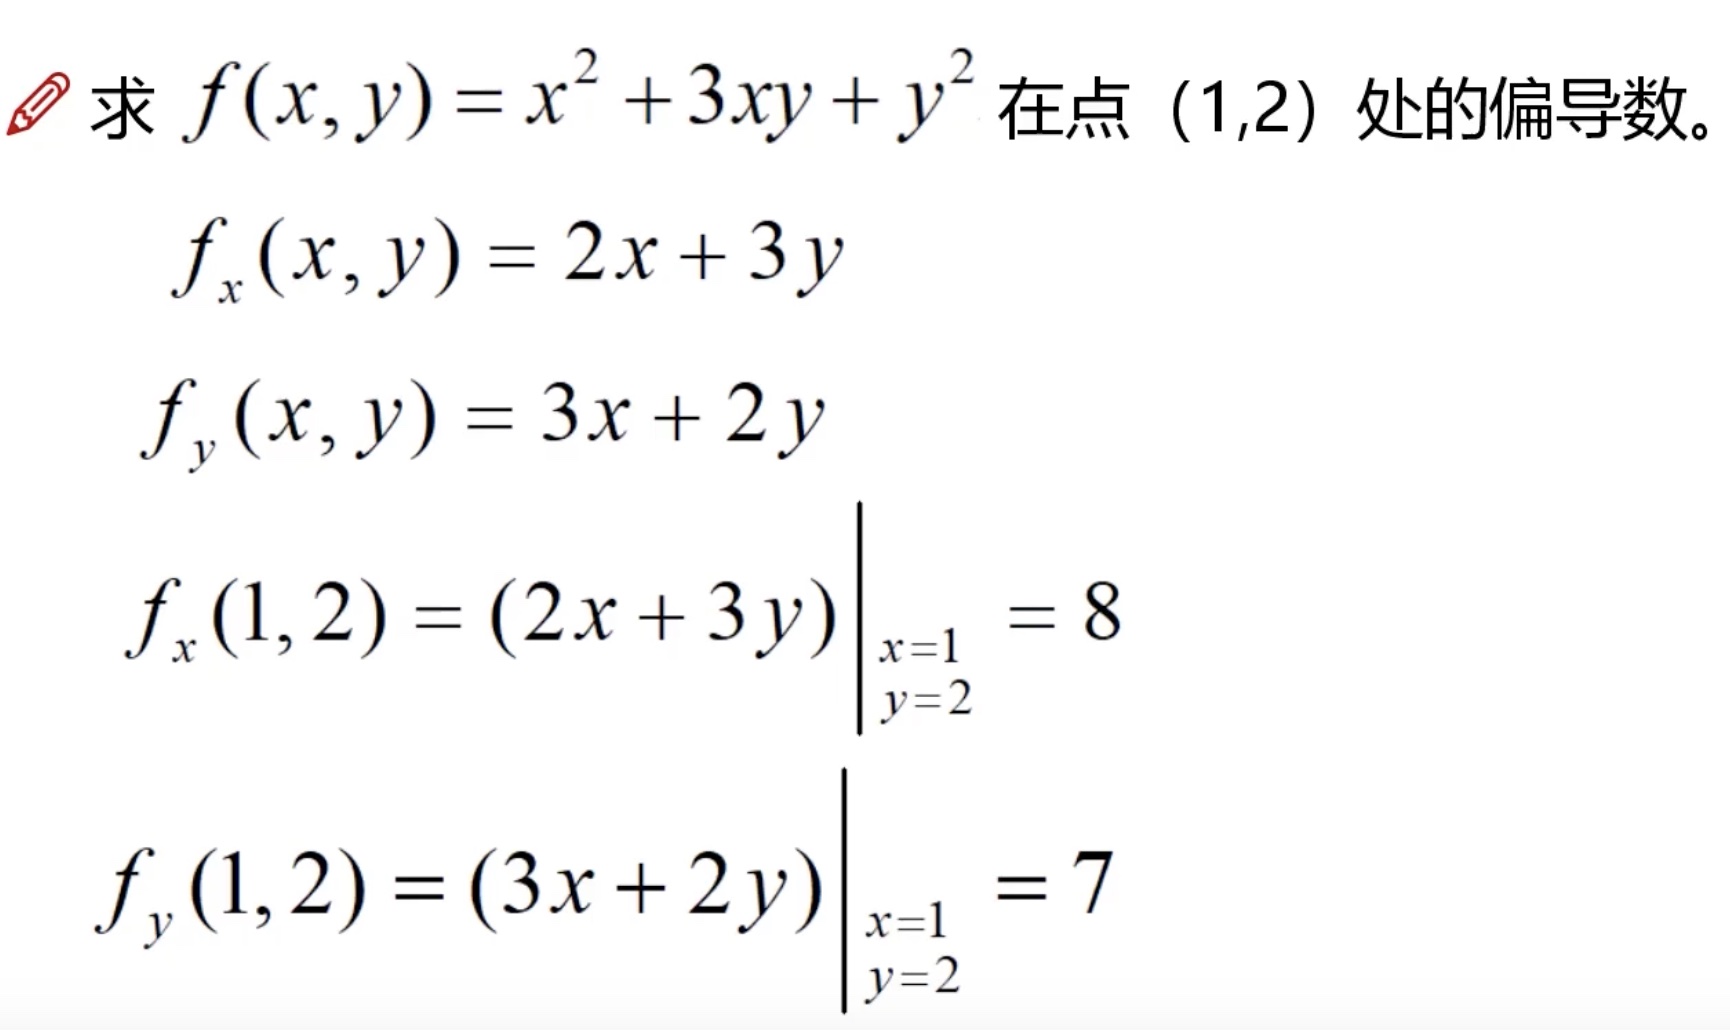 求 f(x, y) = x² + 3xy + y² 在点（1,2）处的偏导数。
fₓ(x, y) = 2x + 3y
f_y(x, y) = 3x + 2y
fₓ(1, 2) = (2x + 3y)| x=1 y=2 = 8
f_y(1, 2) = (3x + 2y)| x=1 y=2 = 7